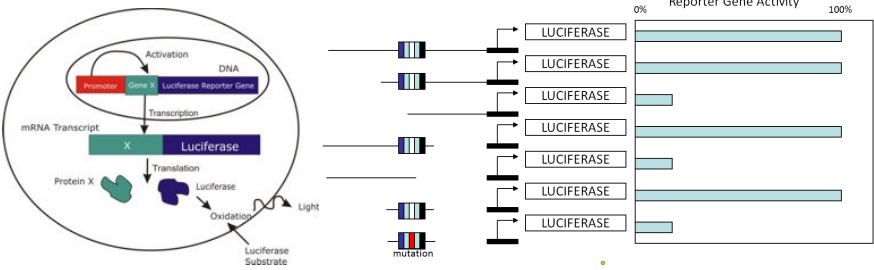 Activation
DNA
Promoter
Gene X
Luciferase Reporter Gene
Transcription
mRNA Transcript
X
Luciferase
Translation
Protein X
Luciferase
Oxidation
Light
Luciferase
Substrate
Reporter Gene Activity
0%
100%
LUCIFERASE
LUCIFERASE
LUCIFERASE
LUCIFERASE
LUCIFERASE
LUCIFERASE
LUCIFERASE
mutation